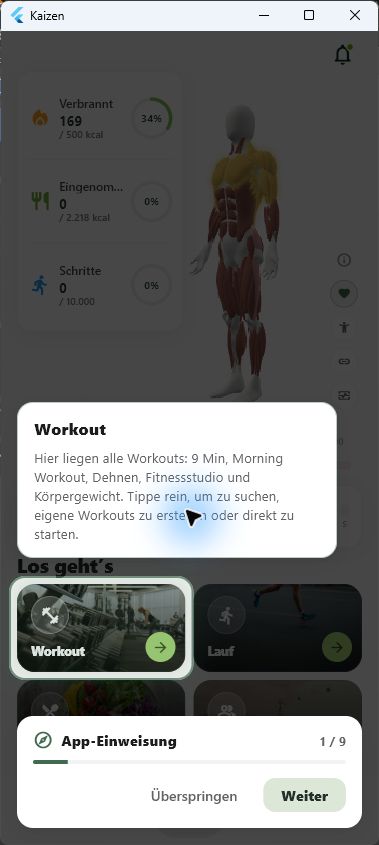 Kaizen
Verbrannt
169
/ 500 kcal
34%
Eingenom...
0
/ 2.218 kcal
0%
Schritte
0
/ 10.000
0%
Workout
Hier liegen alle Workouts: 9 Min, Morning
Workout, Dehnen, Fitnessstudio und
Körpergewicht. Tippe rein, um zu suchen,
eigene Workouts zu erstellen oder direkt zu
starten.
Los geht's
Workout
Lauf
App-Einweisung
1 / 9
Überspringen
Weiter